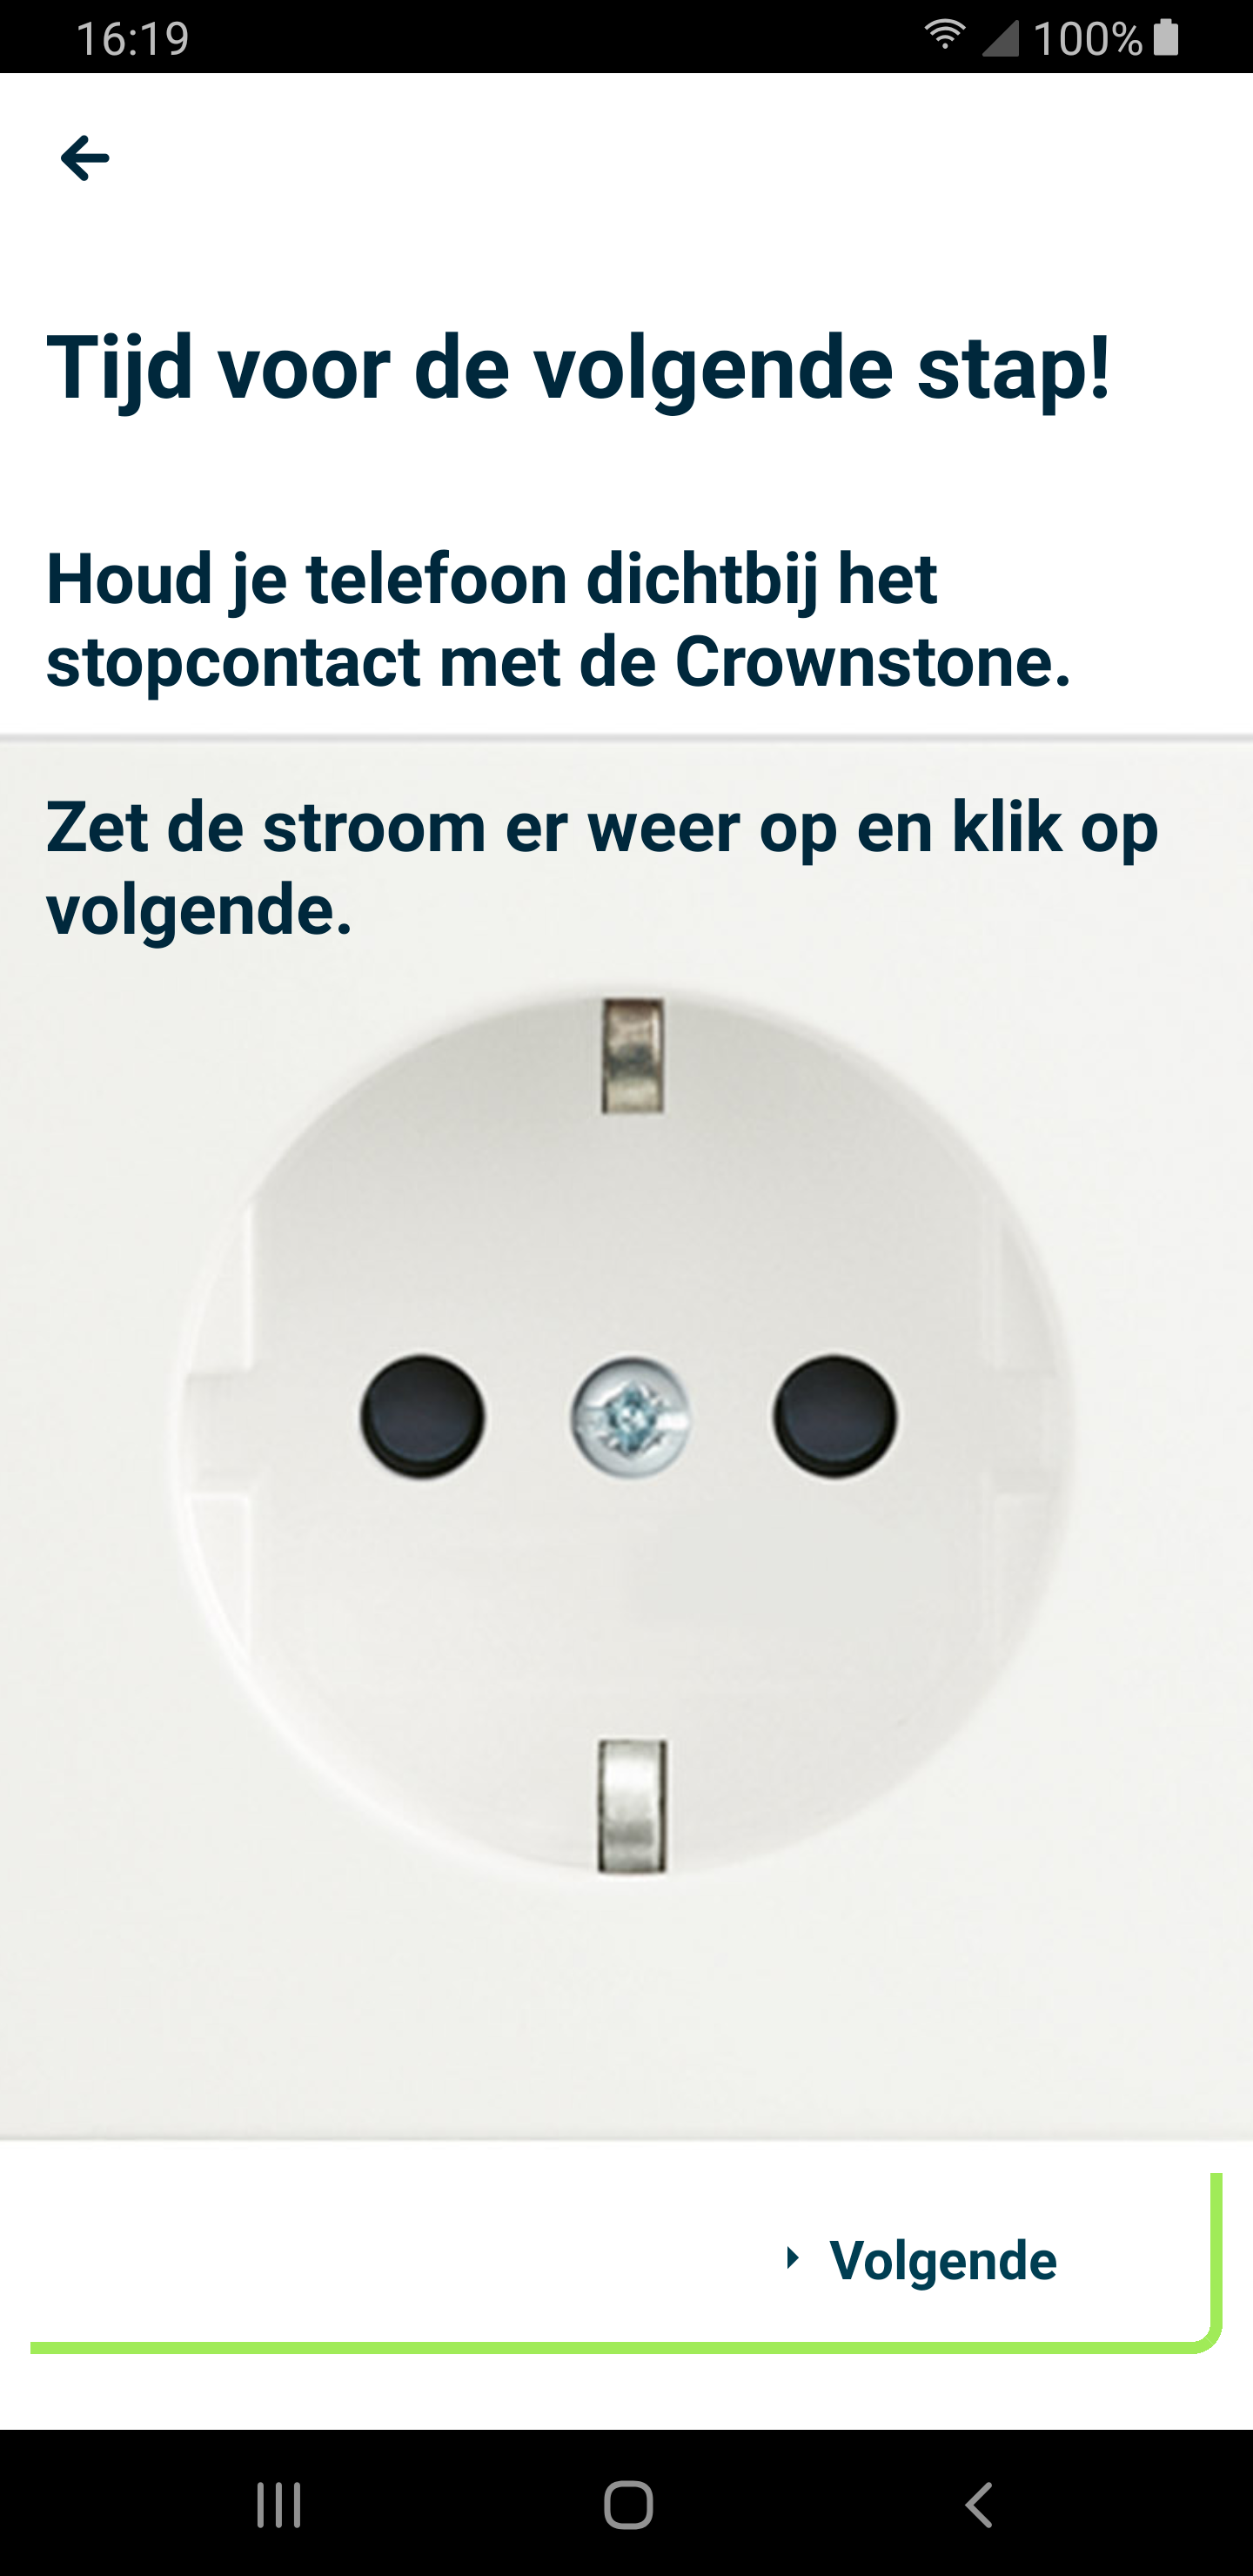 16:19
100%
Tijd voor de volgende stap!
Houd je telefoon dichtbij het
stopcontact met de Crownstone.
Zet de stroom er weer op en klik op
volgende.
Volgende